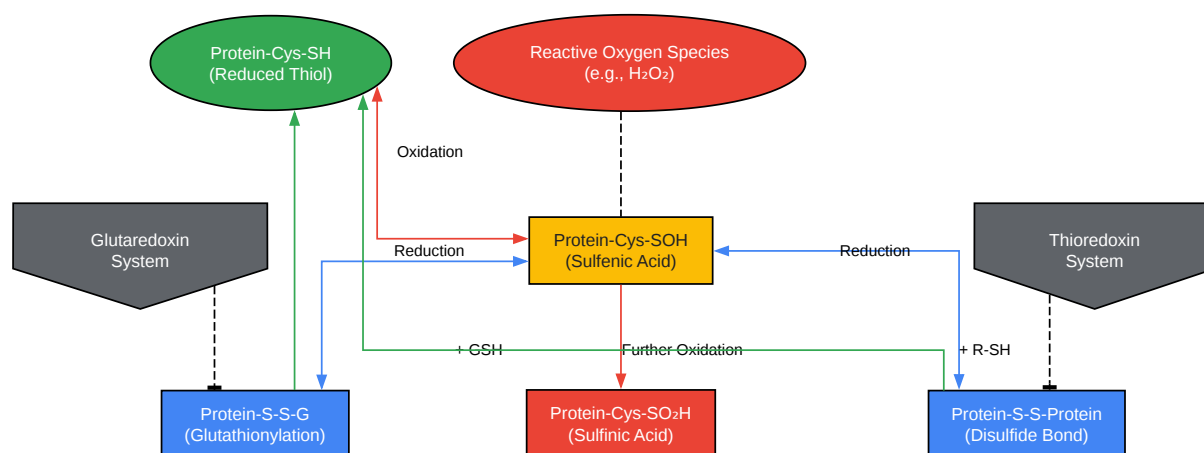 Protein-Cys-SH
(Reduced Thiol)
Reactive Oxygen Species
(e.g., H₂O₂)
Oxidation
Glutaredoxin
System
Reduction
Protein-Cys-SOH
(Sulfenic Acid)
Reduction
Thioredoxin
System
+ GSH
Further Oxidation
+ R-SH
Protein-S-S-G
(Glutathionylation)
Protein-Cys-SO₂H
(Sulfinic Acid)
Protein-S-S-Protein
(Disulfide Bond)